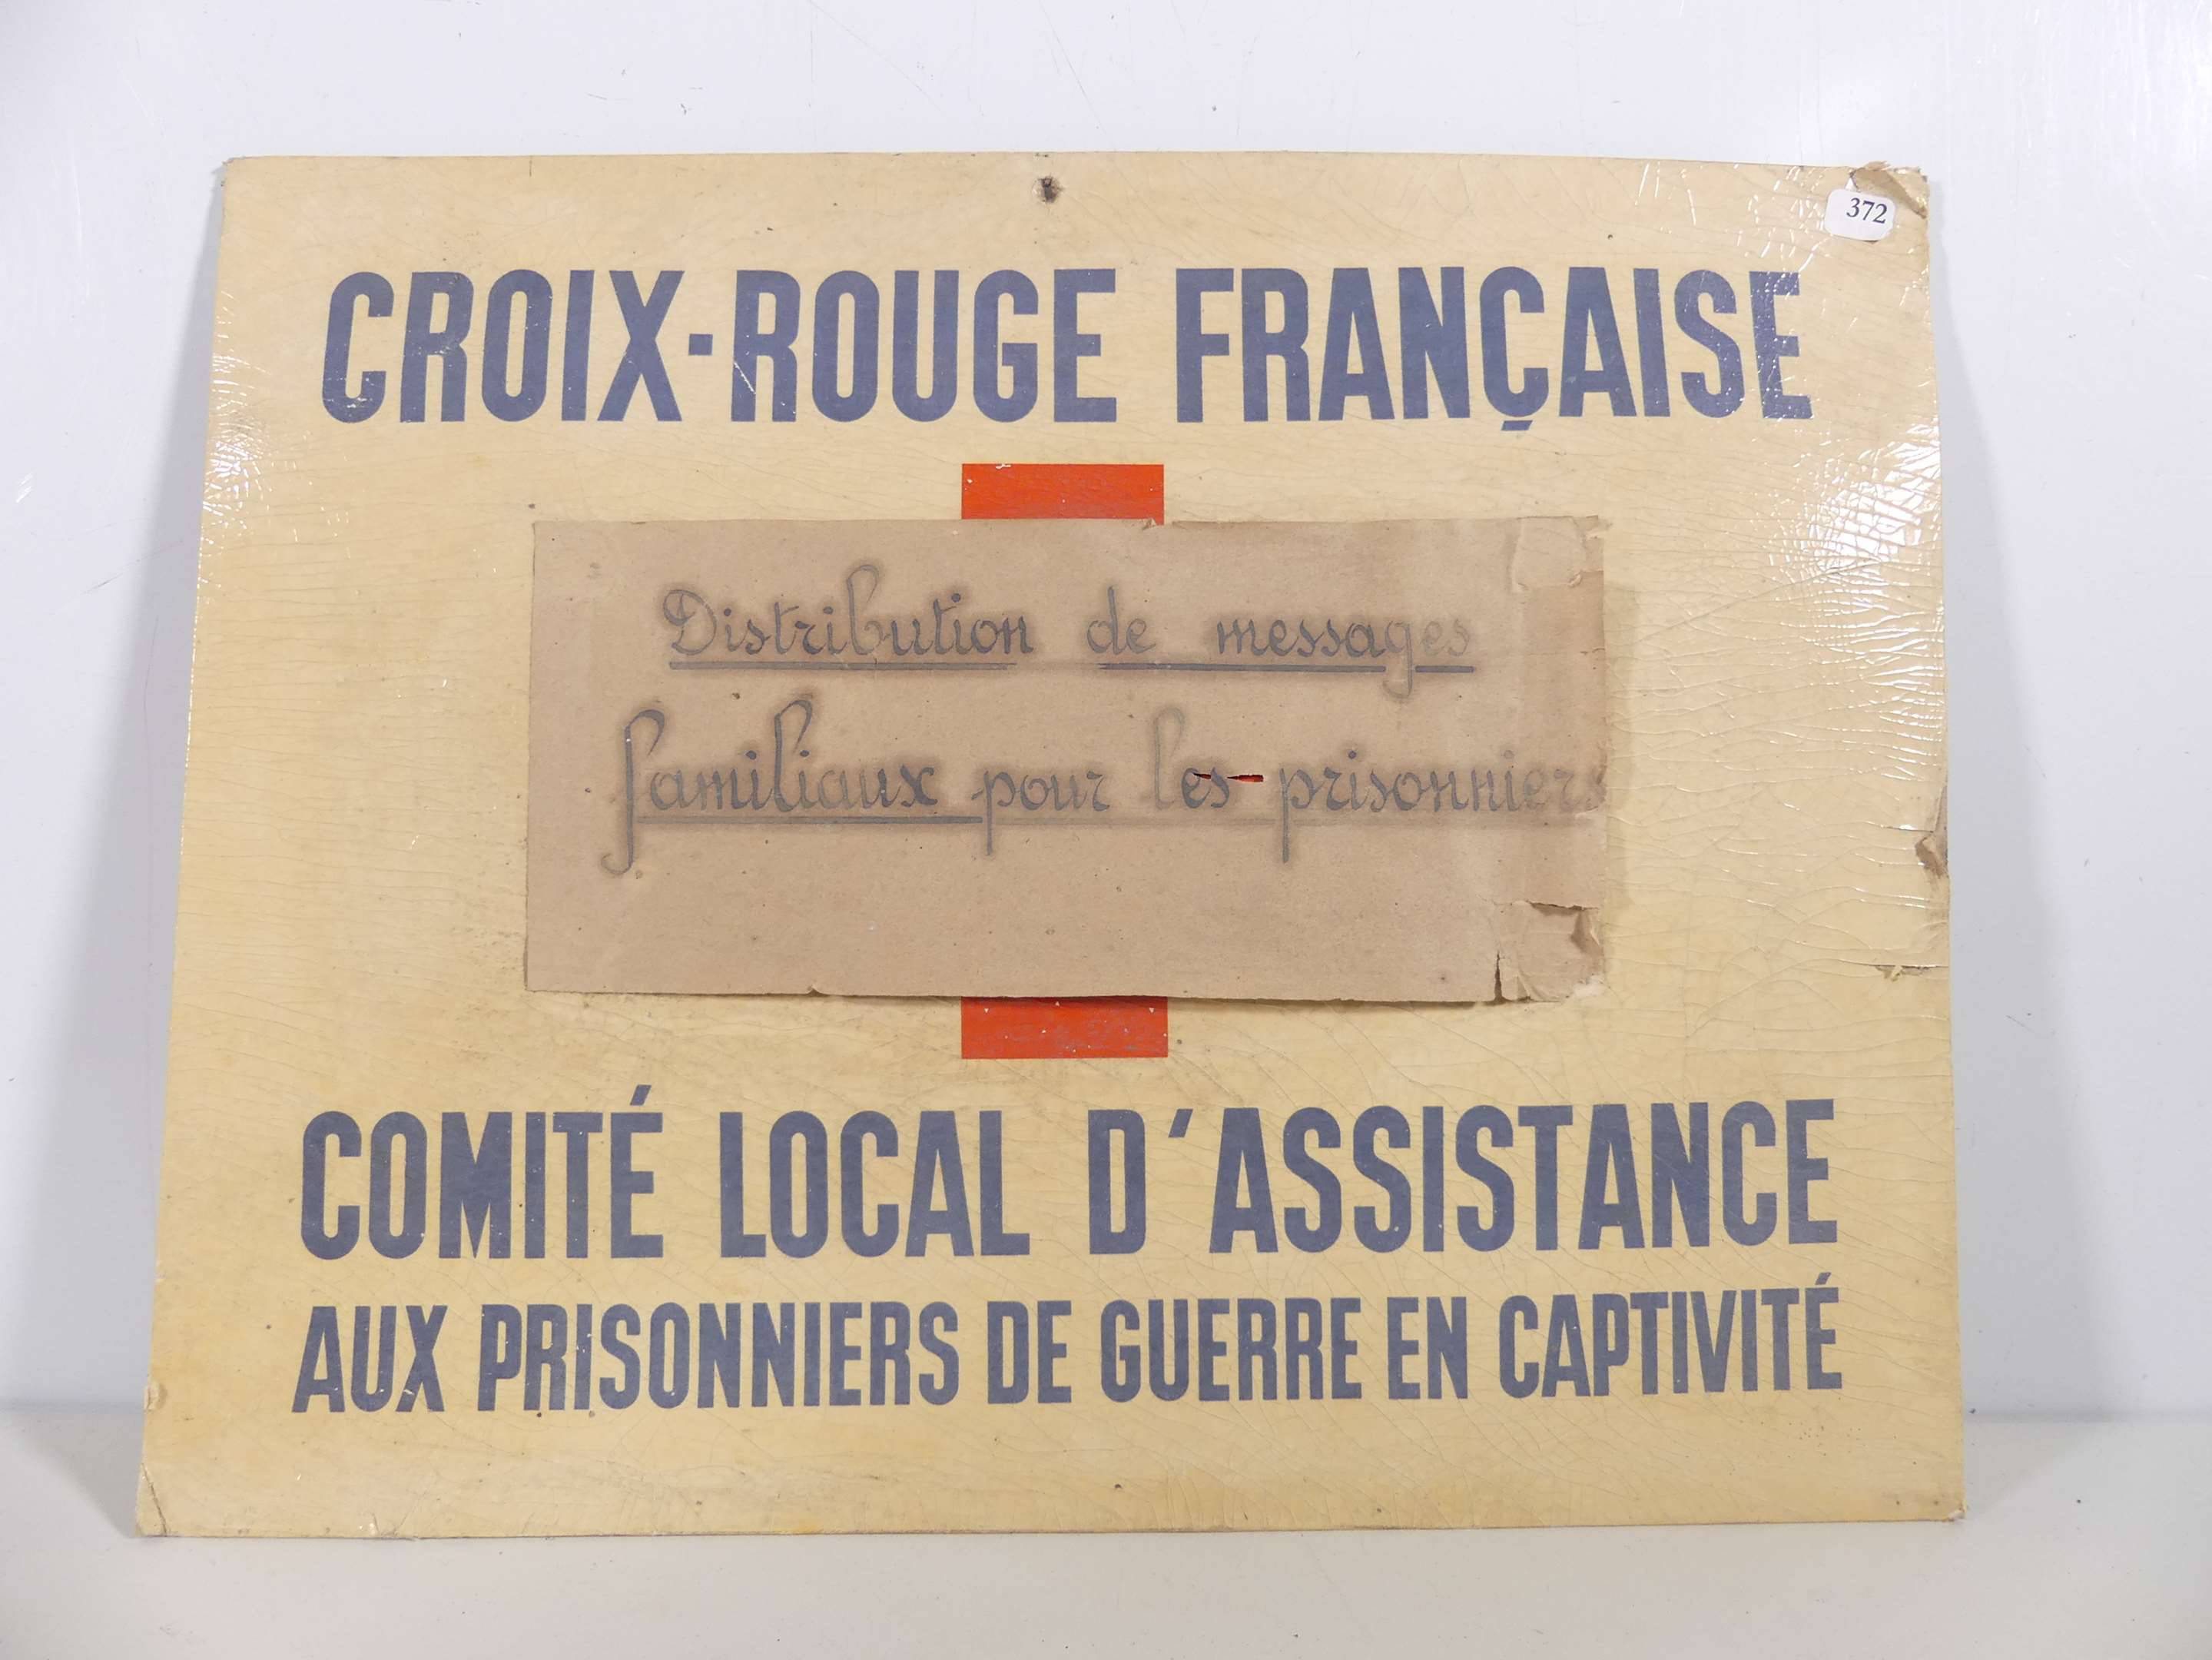 372
CROIX-ROUGE FRANÇAISE
Distribution de messages
familiaux pour les prisonniers
COMITÉ LOCAL D'ASSISTANCE
AUX PRISONNIERS DE GUERRE EN CAPTIVITÉ